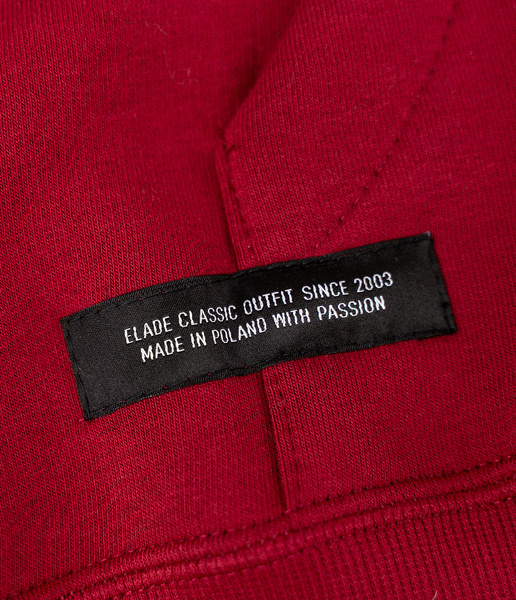 ELADE CLASSIC OUTFIT SINCE 2003
MADE IN POLAND WITH PASSION